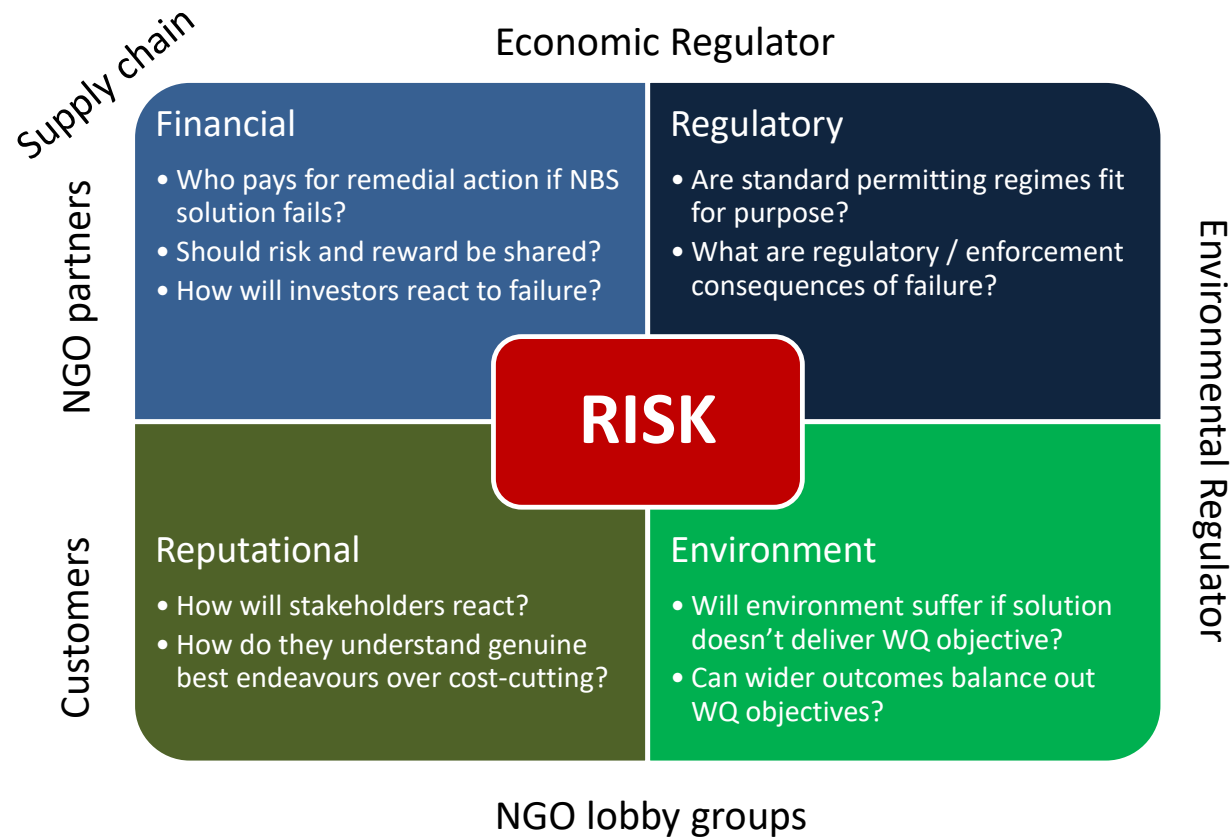 Supply chain
Economic Regulator
NGO partners
Financial
• Who pays for remedial action if NBS
solution fails?
• Should risk and reward be shared?
• How will investors react to failure?
Regulatory
• Are standard permitting regimes fit
for purpose?
• What are regulatory / enforcement
consequences of failure?
Environmental Regulator
RISK
Customers
Reputational
• How will stakeholders react?
• How do they understand genuine
best endeavours over cost-cutting?
Environment
• Will environment suffer if solution
doesn’t deliver WQ objective?
• Can wider outcomes balance out
WQ objectives?
NGO lobby groups